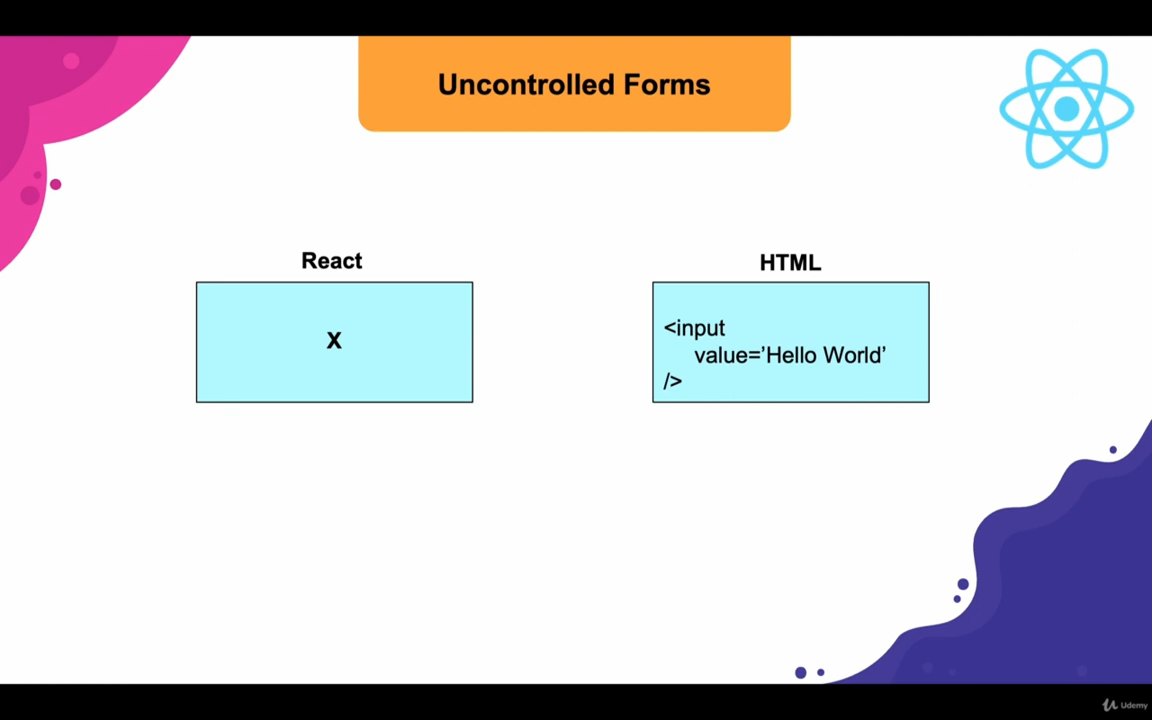 Uncontrolled Forms
React
HTML
X
<input
value=’Hello World’
/>
Udemy